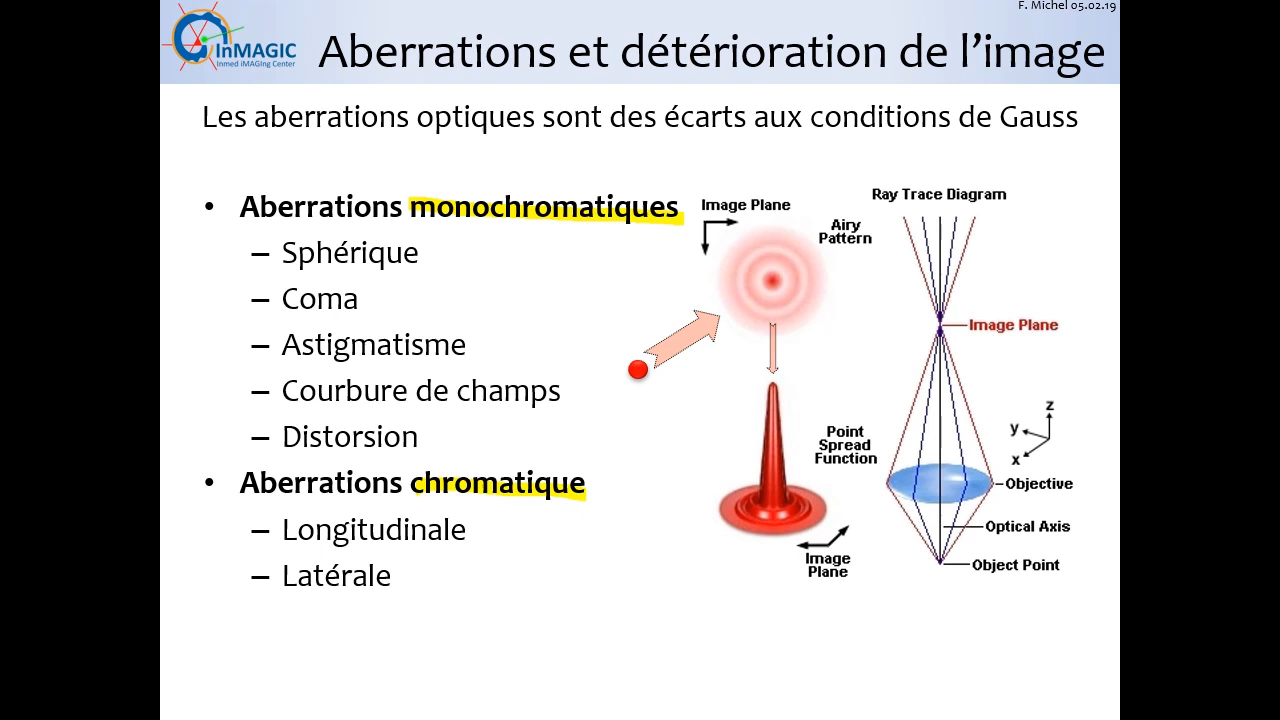 F. Michel 05.02.19
InMAGIC
Inmed iMAGIng Center
Aberrations et détérioration de l’image
Les aberrations optiques sont des écarts aux conditions de Gauss
• Aberrations monochromatiques
– Sphérique
– Coma
– Astigmatisme
– Courbure de champs
– Distorsion
• Aberrations chromatique
– Longitudinale
– Latérale
Image Plane
Airy
Pattern
Point
Spread
Function
Image
Plane
Ray Trace Diagram
Image Plane
z
y
x
Objective
Optical Axis
Object Point